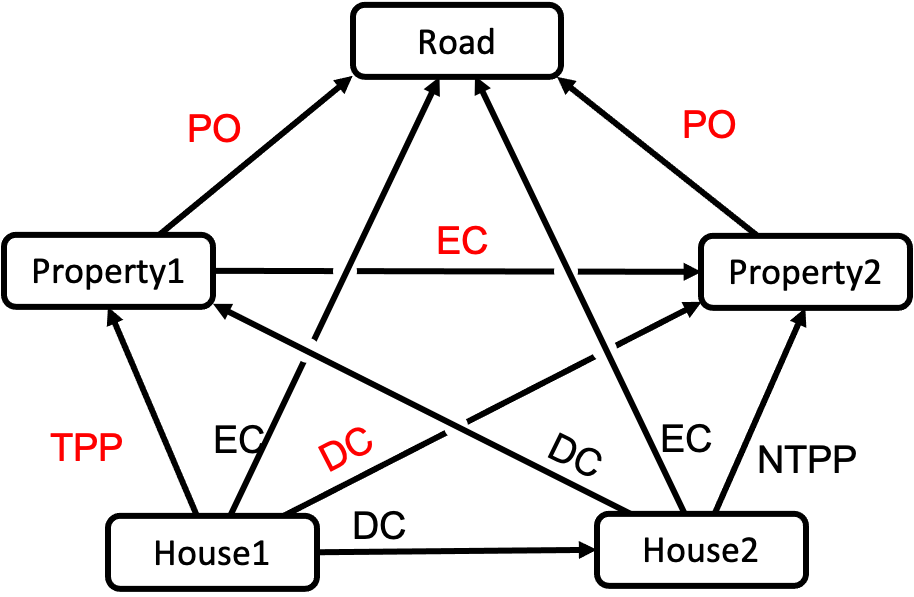 Road
PO
PO
EC
Property1
Property2
TPP
EC
DC
DC
EC
NTPP
DC
House1
House2